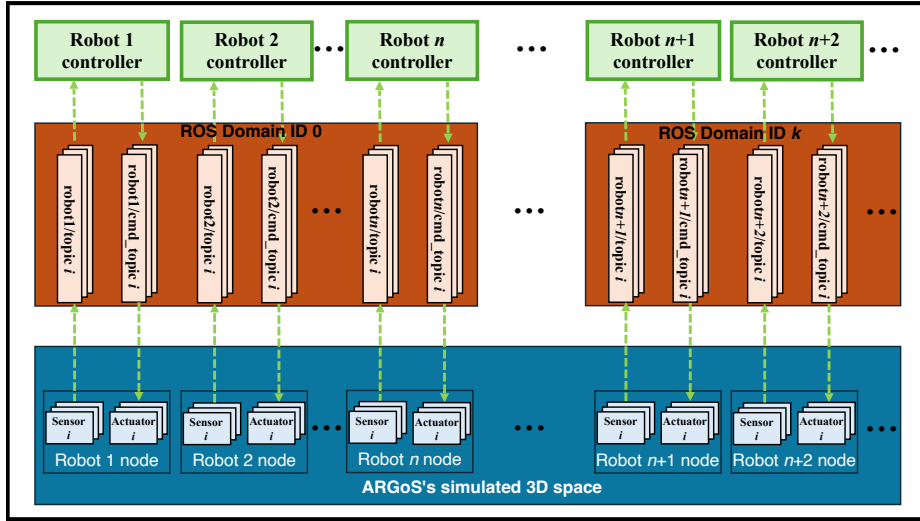 Robot 1
controller
Robot 2
controller
Robot n
controller
Robot n+1
controller
Robot n+2
controller
ROS Domain ID 0
ROS Domain ID k
robot1/topic i
robot1/cmd_topic i
robot2/topic i
robot2/cmd_topic i
robotn/topic i
robotn/cmd_topic i
robotn+1/topic i
robotn+1/cmd_topic i
robotn+2/topic i
robotn+2/cmd_topic i
Sensor
i
Actuator
i
Robot 1 node
Sensor
i
Actuator
i
Robot 2 node
Sensor
i
Actuator
i
Robot n node
Sensor
i
Actuator
i
Robot n+1 node
Sensor
i
Actuator
i
Robot n+2 node
ARGoS's simulated 3D space